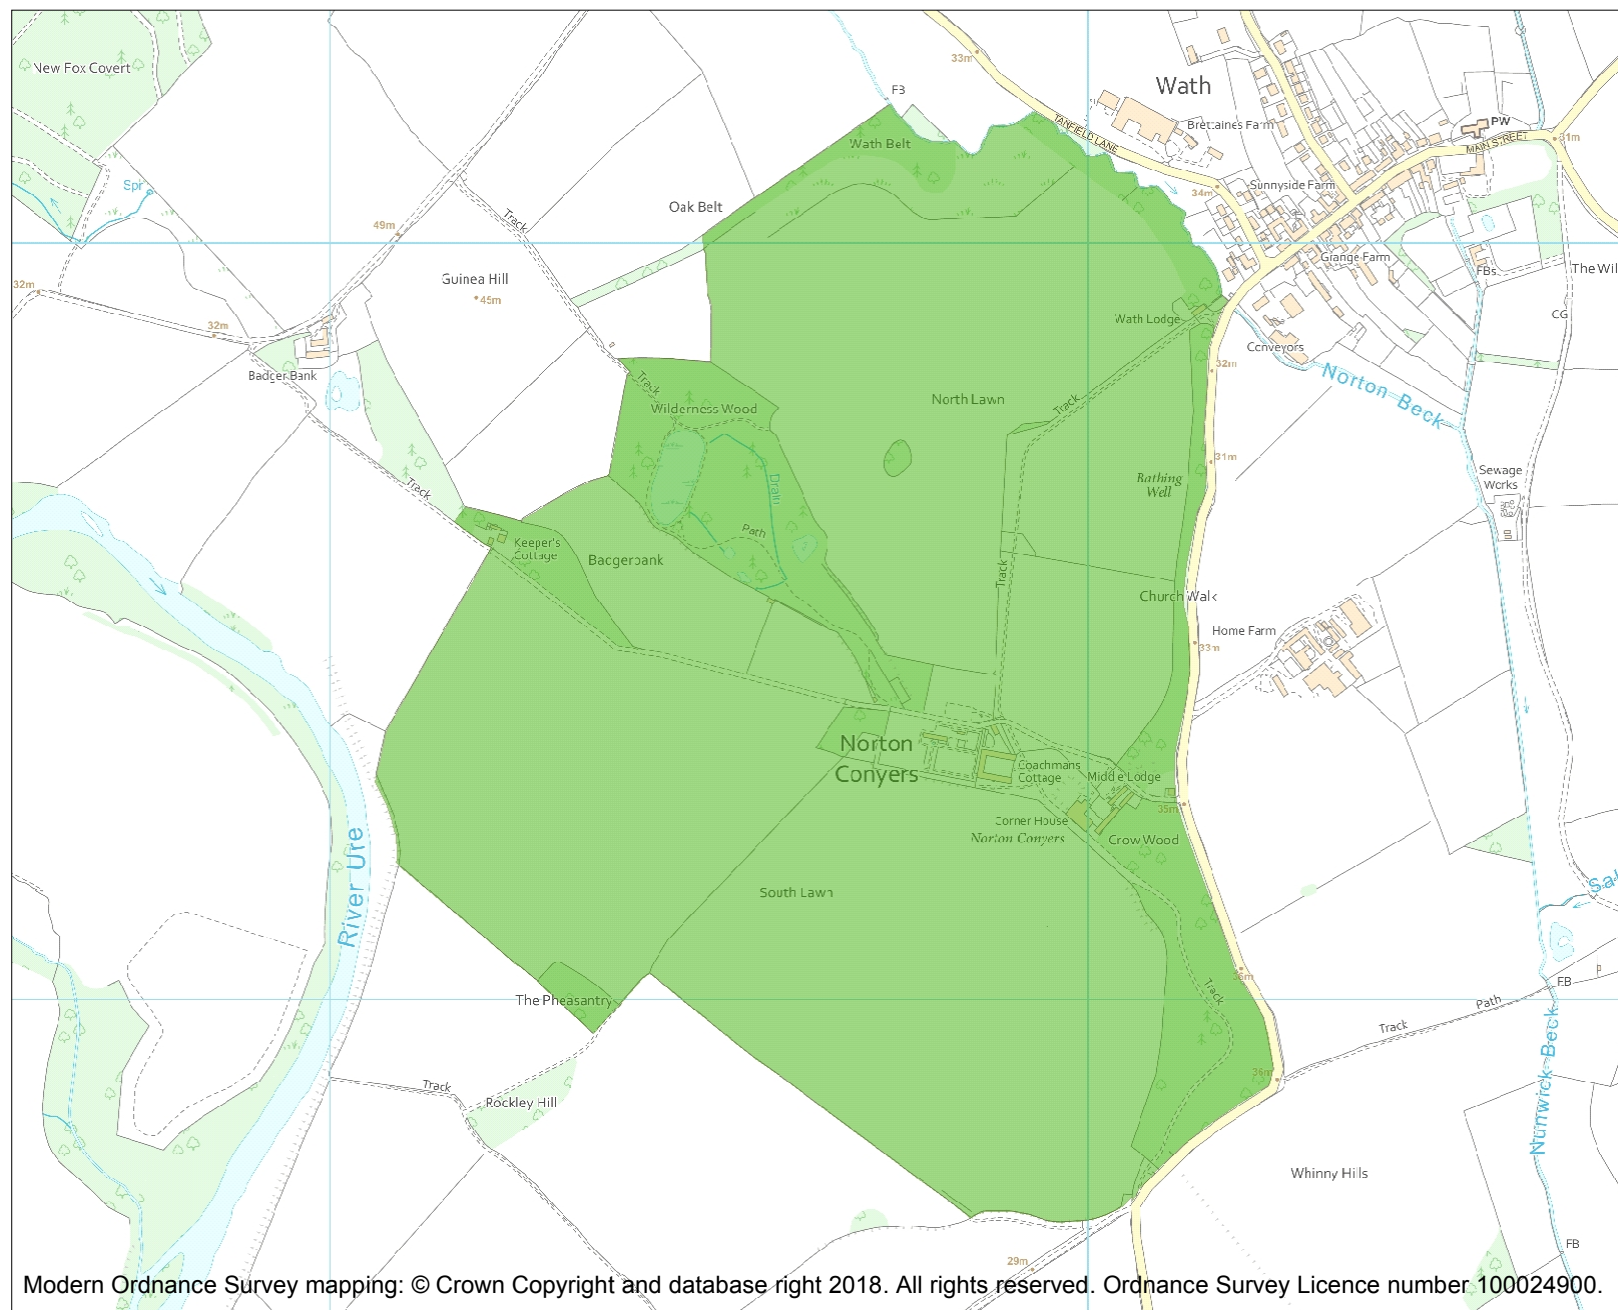 New Fox Covert
33m
FB
Wath
TANFIELD LANE
Brettaines Farm
PW
MAIN STREET
31m
Wath Belt
Spr
34m
Sunnyside Farm
Oak Belt
Track
49m
Grange Farm
FBs
The Wil
Guinea Hill
45m
32m
32m
Wath Lodge
CG
Conveyors
Badger Bank
32m
Norton Beck
Track
Wilderness Wood
North Lawn
Track
31m
Bathing
Well
Sewage
Works
Track
Drain
Path
Keeper's
Cottage
Badgerbank
Track
Church Walk
Home Farm
33m
Norton
Conyers
Coachmans
Cottage
Middle Lodge
35m
Corner House
Norton Conyers
Crow Wood
River Ure
South Lawn
Track
36m
FB
The Pheasantry
Path
Track
Nunwick Beck
36m
Track
Rockley Hill
Whinny Hills
FB
29m
Modern Ordnance Survey mapping: © Crown Copyright and database right 2018. All rights reserved. Ordnance Survey Licence number 100024900.